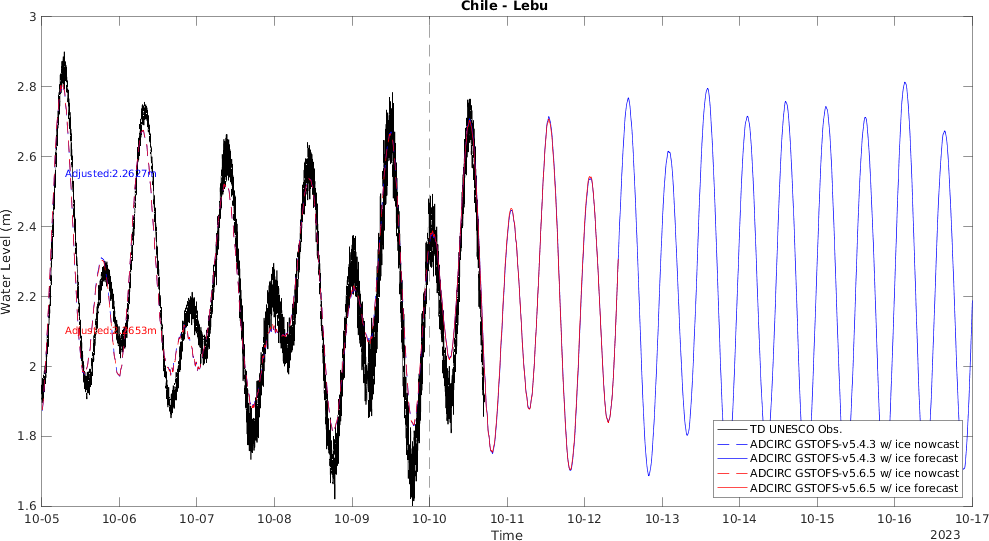 Chile - Lebu
Water Level (m)
3
2.8
2.6
2.4
2.2
2
1.8
1.6
Adjusted:2.2627m
Adjusted:
10-05
10-06
10-07
10-08
10-09
10-10
10-11
10-12
10-13
10-14
10-15
10-16
10-17
Time
2023
TD UNESCO Obs.
ADCIRC GSTOFS-v5.4.3 w/ ice nowcast
ADCIRC GSTOFS-v5.4.3 w/ ice forecast
ADCIRC GSTOFS-v5.6.5 w/ ice nowcast
ADCIRC GSTOFS-v5.6.5 w/ ice forecast